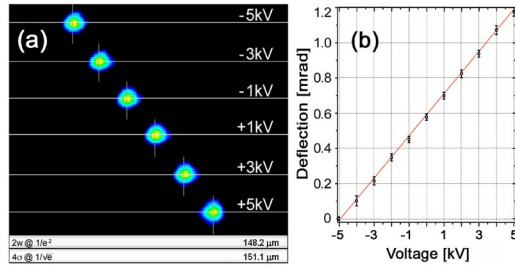 (a)
-5kV
-3kV
-1kV
+1kV
+3kV
+5kV
2w @ 1/e² 148.2 µm
4σ @ 1/√e 151.1 µm
(b)
Deflection [mrad]
1.2
1.0
0.8
0.6
0.4
0.2
0
-5 -3 -1 1 3 5
Voltage [kV]